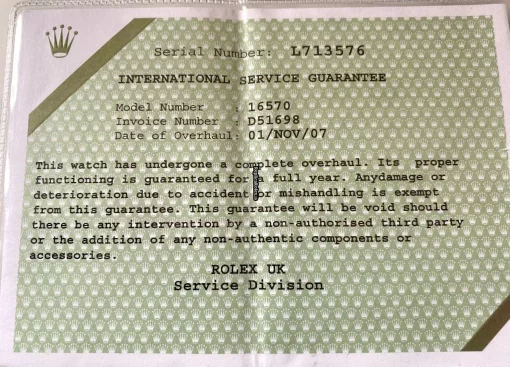 Serial Number: L713576
INTERNATIONAL SERVICE GUARANTEE
Model Number : 16570
Invoice Number : D51698
Date of Overhaul: 01/NOV/07
This watch has undergone a complete overhaul. Its proper
functioning is guaranteed for a full year. Anydamage or
deterioration due to accident or mishandling is exempt
from this guarantee. This guarantee will be void should
there be any intervention by a non-authorised third party
or the addition of any non-authentic components or
accessories.
ROLEX UK
Service Division